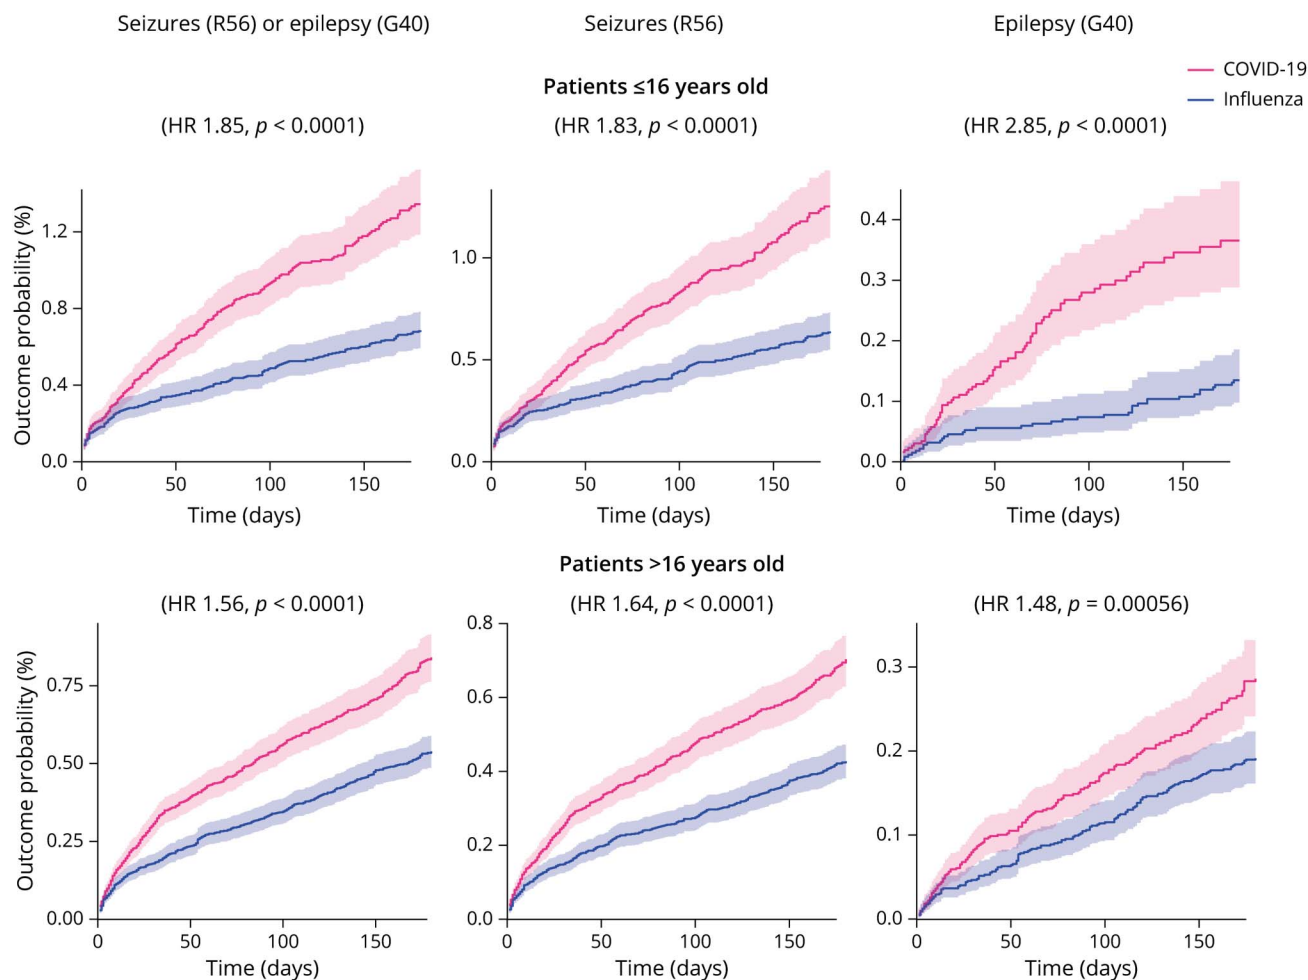 Seizures (R56) or epilepsy (G40) Seizures (R56) Epilepsy (G40)
COVID-19
Influenza
Patients ≤16 years old
(HR 1.85, p < 0.0001) (HR 1.83, p < 0.0001) (HR 2.85, p < 0.0001)
Outcome probability (%)
1.2
0.8
0.4
0.0
0 50 100 150
Time (days)
1.0
0.5
0.0
0 50 100 150
Time (days)
0.4
0.3
0.2
0.1
0.0
0 50 100 150
Time (days)
Patients >16 years old
(HR 1.56, p < 0.0001) (HR 1.64, p < 0.0001) (HR 1.48, p = 0.00056)
Outcome probability (%)
0.75
0.50
0.25
0.00
0 50 100 150
Time (days)
0.8
0.6
0.4
0.2
0.0
0 50 100 150
Time (days)
0.3
0.2
0.1
0.0
0 50 100 150
Time (days)